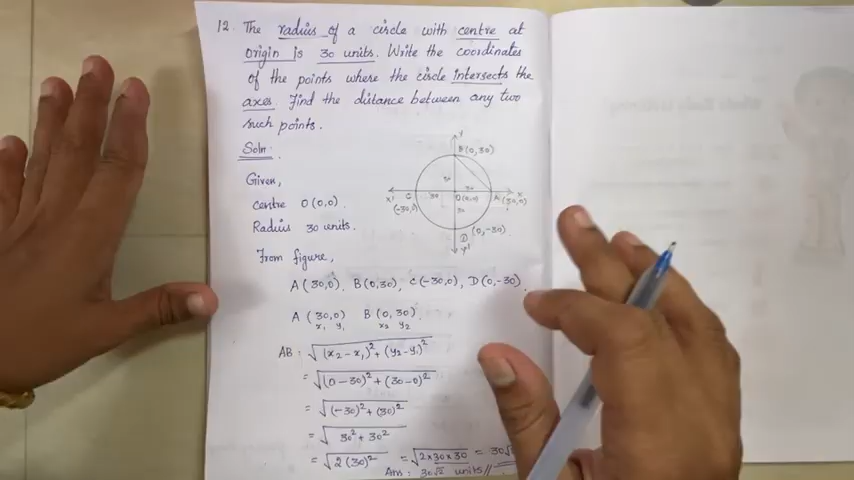 12. The radius of a circle with centre at
origin is 30 units. Write the coordinates
of the points where the circle intersects the
axes. Find the distance between any two
such points.
Soln.
Given,
centre O(0,0).
Radius 30 units.
From figure,
Y
B(0,30)
30
30
30
C
O(0,0)
A
(30,0)
X
X'
(-30,0)
30
D
(0,-30)
Y'
A(30,0), B(0,30), C(-30,0), D(0,-30).
A (30,0) B (0,30).
x₁ y₁ x₂ y₂
AB = √(x₂-x₁)²+(y₂-y₁)²
= √(0-30)²+(30-0)²
= √(-30)²+(30)²
= √30²+30²
= √2(30)² = √2×30×30 = 30√
Ans: 30√2 units//